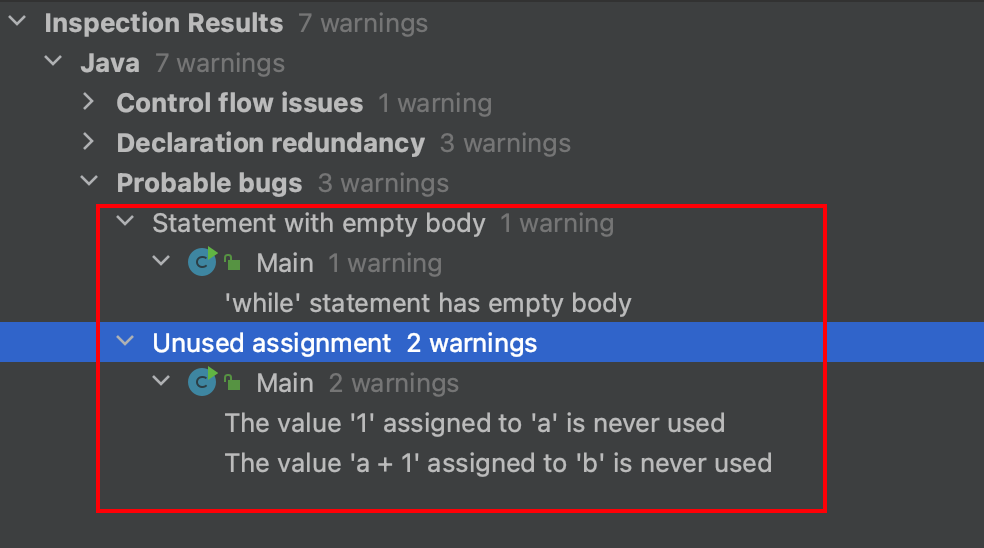 Inspection Results 7 warnings
Java 7 warnings
Control flow issues 1 warning
Declaration redundancy 3 warnings
Probable bugs 3 warnings
Statement with empty body 1 warning
C Main 1 warning
'while' statement has empty body
Unused assignment 2 warnings
C Main 2 warnings
The value '1' assigned to 'a' is never used
The value 'a + 1' assigned to 'b' is never used